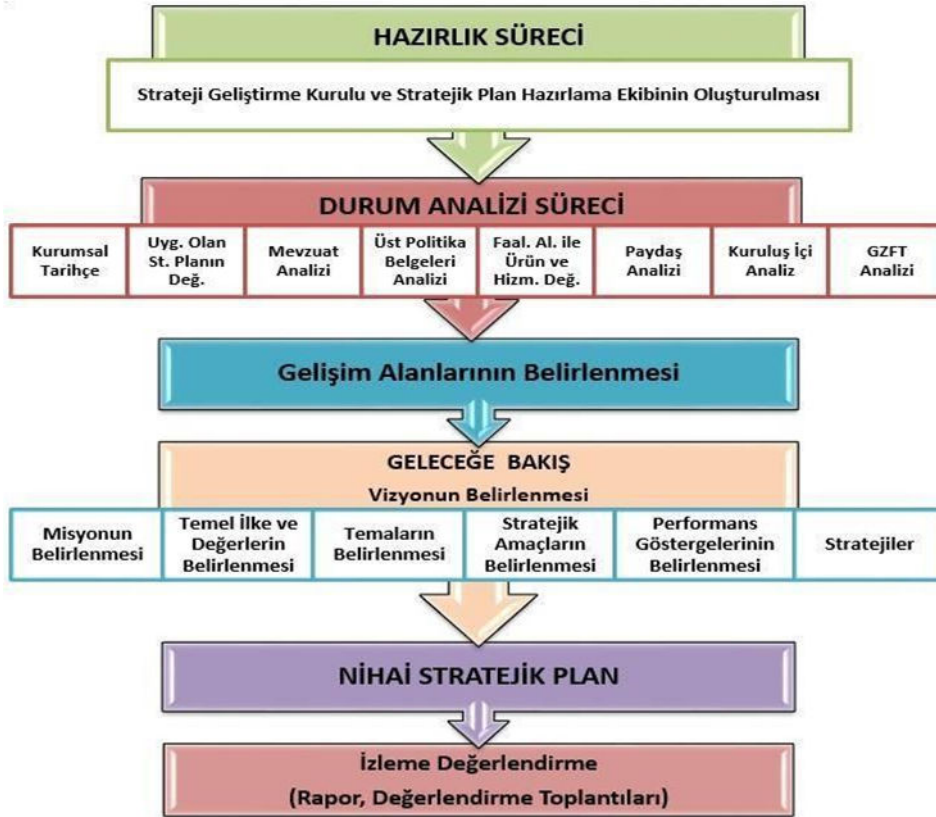 HAZIRLIK SÜRECİ
Strateji Geliştirme Kurulu ve Stratejik Plan Hazırlama Ekibinin Oluşturulması
DURUM ANALİZİ SÜRECİ
Kurumsal
Tarihçe
Uyg. Olan
St. Planın
Değ.
Mevzuat
Analizi
Üst Politika
Belgeleri
Analizi
Faal. Al. ile
Ürün ve
Hizm. Değ.
Paydaş
Analizi
Kuruluş İçi
Analiz
GZFT
Analizi
Gelişim Alanlarının Belirlenmesi
GELECEĞE BAKIŞ
Vizyonun Belirlenmesi
Misyonun
Belirlenmesi
Temel İlke ve
Değerlerin
Belirlenmesi
Temaların
Belirlenmesi
Stratejik
Amaçların
Belirlenmesi
Performans
Göstergelerinin
Belirlenmesi
Stratejiler
NİHAİ STRATEJİK PLAN
İzleme Değerlendirme
(Rapor, Değerlendirme Toplantıları)